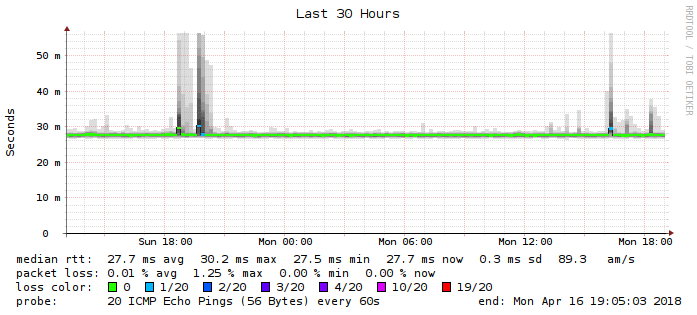 Last 30 Hours
RRDTOOL / TOBI OETIKER
Seconds
50 m
40 m
30 m
20 m
10 m
0
Sun 18:00 Mon 00:00 Mon 06:00 Mon 12:00 Mon 18:00
median rtt: 27.7 ms avg 30.2 ms max 27.5 ms min 27.7 ms now 0.3 ms sd 89.3 am/s
packet loss: 0.01 % avg 1.25 % max 0.00 % min 0.00 % now
loss color: 0 1/20 2/20 3/20 4/20 10/20 19/20
probe: 20 ICMP Echo Pings (56 Bytes) every 60s end: Mon Apr 16 19:05:03 2018